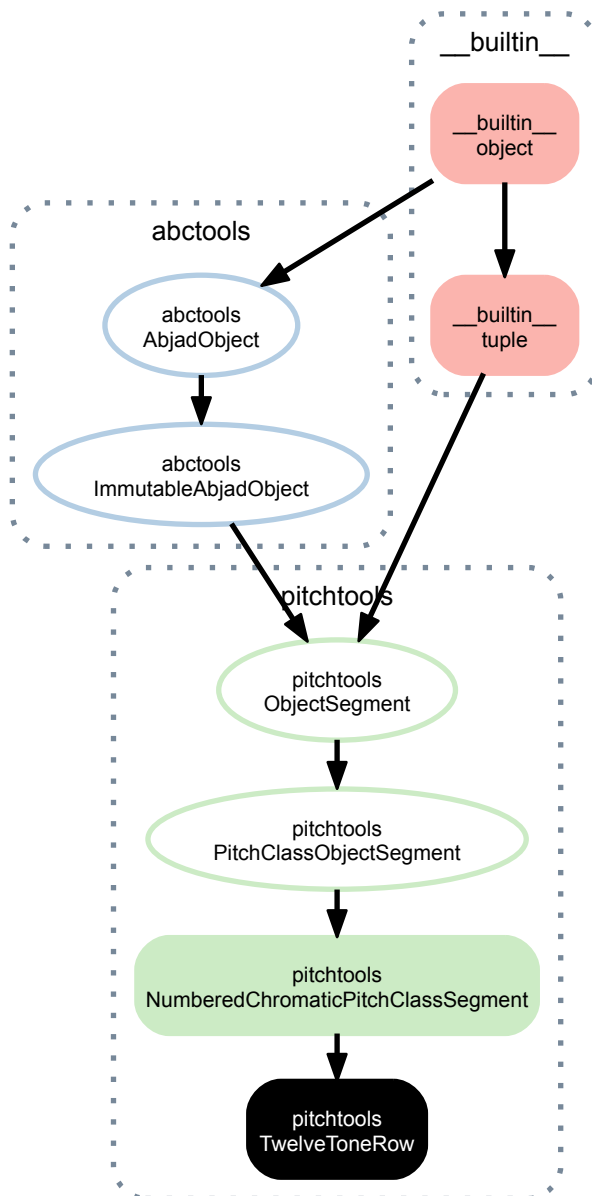 __builtin__
__builtin__
object
abctools
abctools
AbjadObject
__builtin__
tuple
abctools
ImmutableAbjadObject
pitchtools
pitchtools
ObjectSegment
pitchtools
PitchClassObjectSegment
pitchtools
NumberedChromaticPitchClassSegment
pitchtools
TwelveToneRow